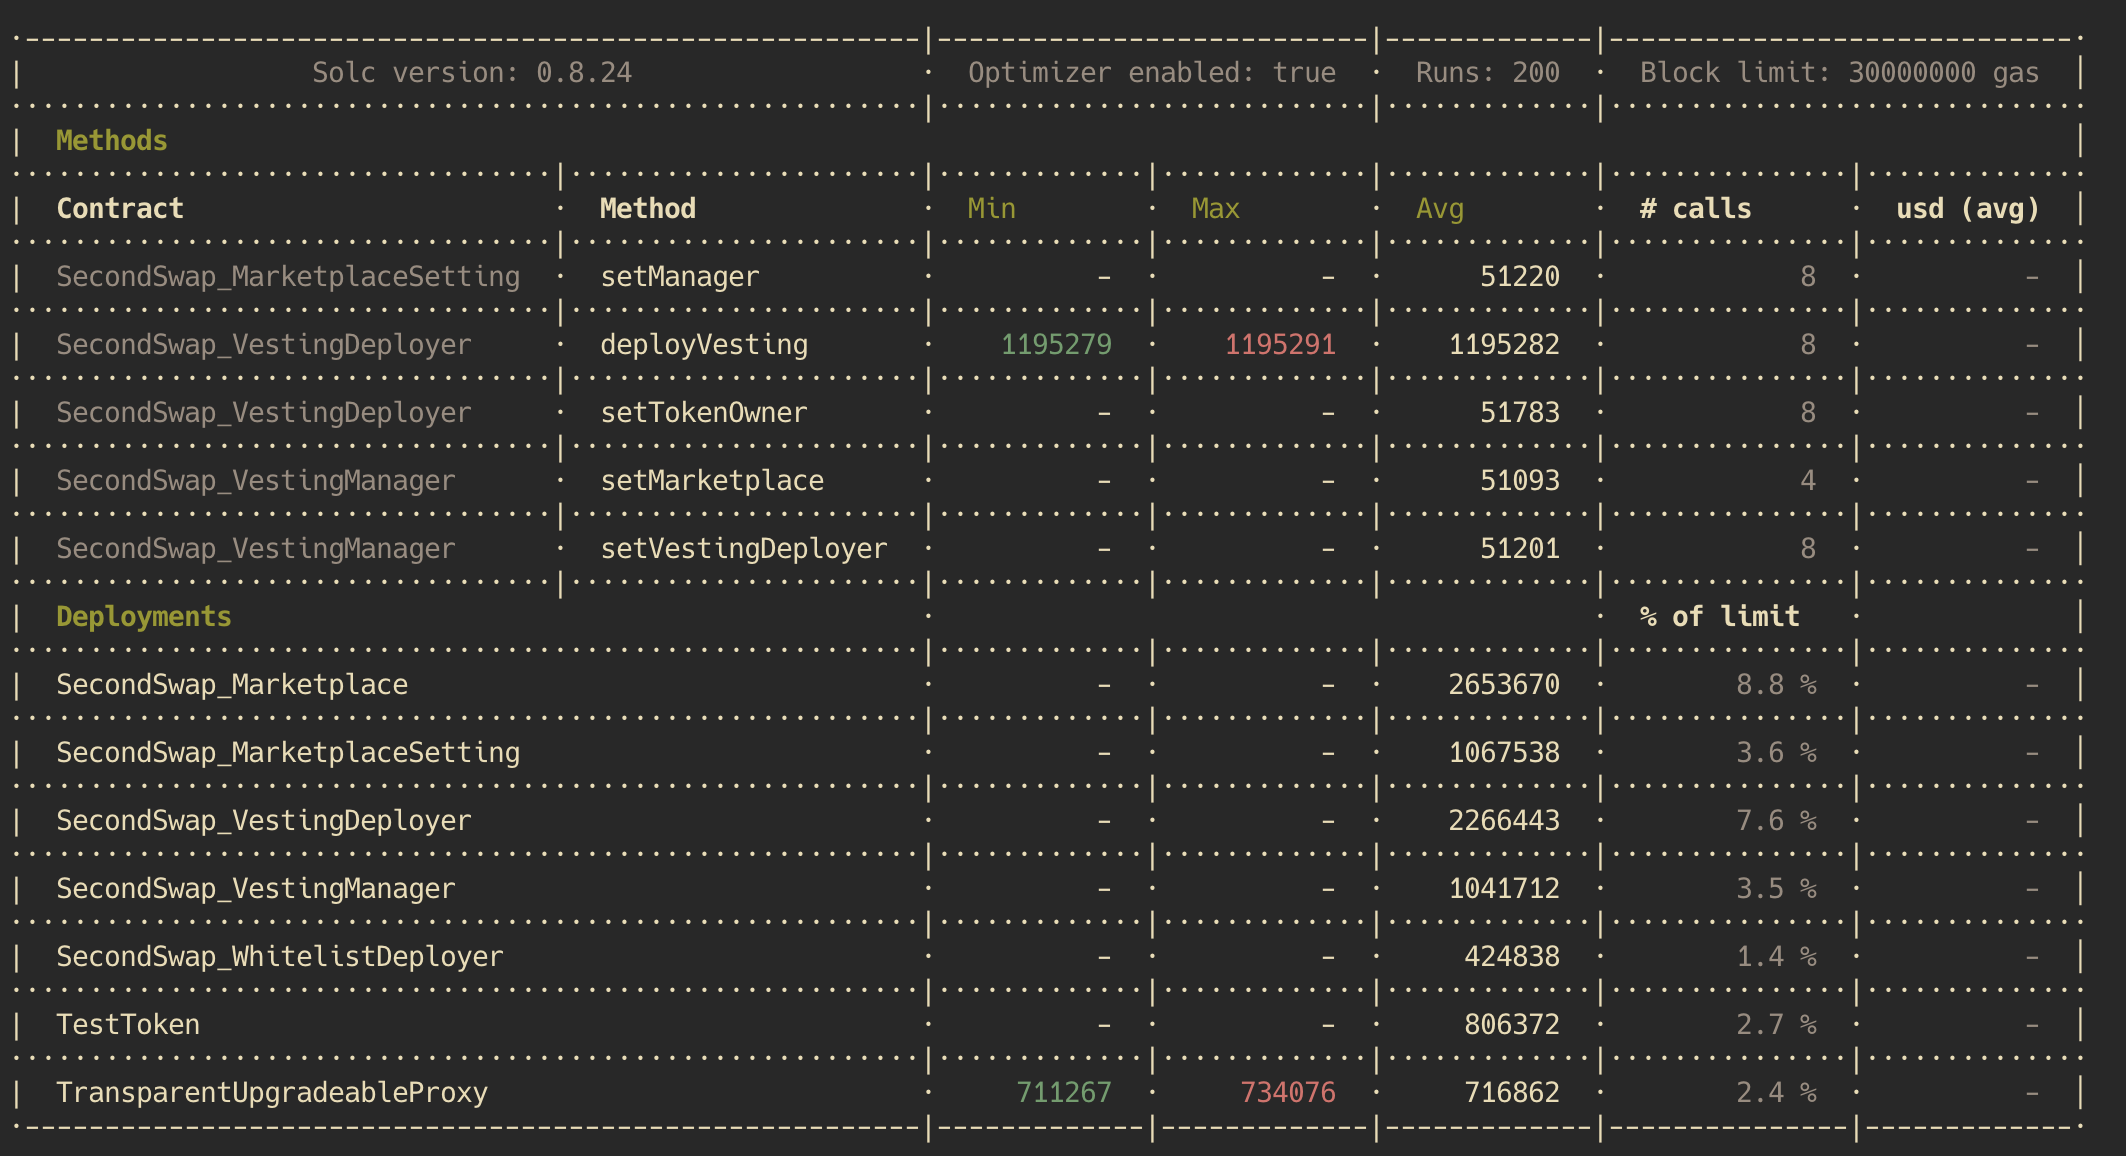 Solc version: 0.8.24 · Optimizer enabled: true · Runs: 200 · Block limit: 30000000 gas
Methods
Contract · Method · Min · Max · Avg · # calls · usd (avg)
SecondSwap_MarketplaceSetting · setManager · - · - · 51220 · 8 · -
SecondSwap_VestingDeployer · deployVesting · 1195279 · 1195291 · 1195282 · 8 · -
SecondSwap_VestingDeployer · setTokenOwner · - · - · 51783 · 8 · -
SecondSwap_VestingManager · setMarketplace · - · - · 51093 · 4 · -
SecondSwap_VestingManager · setVestingDeployer · - · - · 51201 · 8 · -
Deployments · · % of limit ·
SecondSwap_Marketplace · - · - · 2653670 · 8.8 % · -
SecondSwap_MarketplaceSetting · - · - · 1067538 · 3.6 % · -
SecondSwap_VestingDeployer · - · - · 2266443 · 7.6 % · -
SecondSwap_VestingManager · - · - · 1041712 · 3.5 % · -
SecondSwap_WhitelistDeployer · - · - · 424838 · 1.4 % · -
TestToken · - · - · 806372 · 2.7 % · -
TransparentUpgradeableProxy · 711267 · 734076 · 716862 · 2.4 % · -